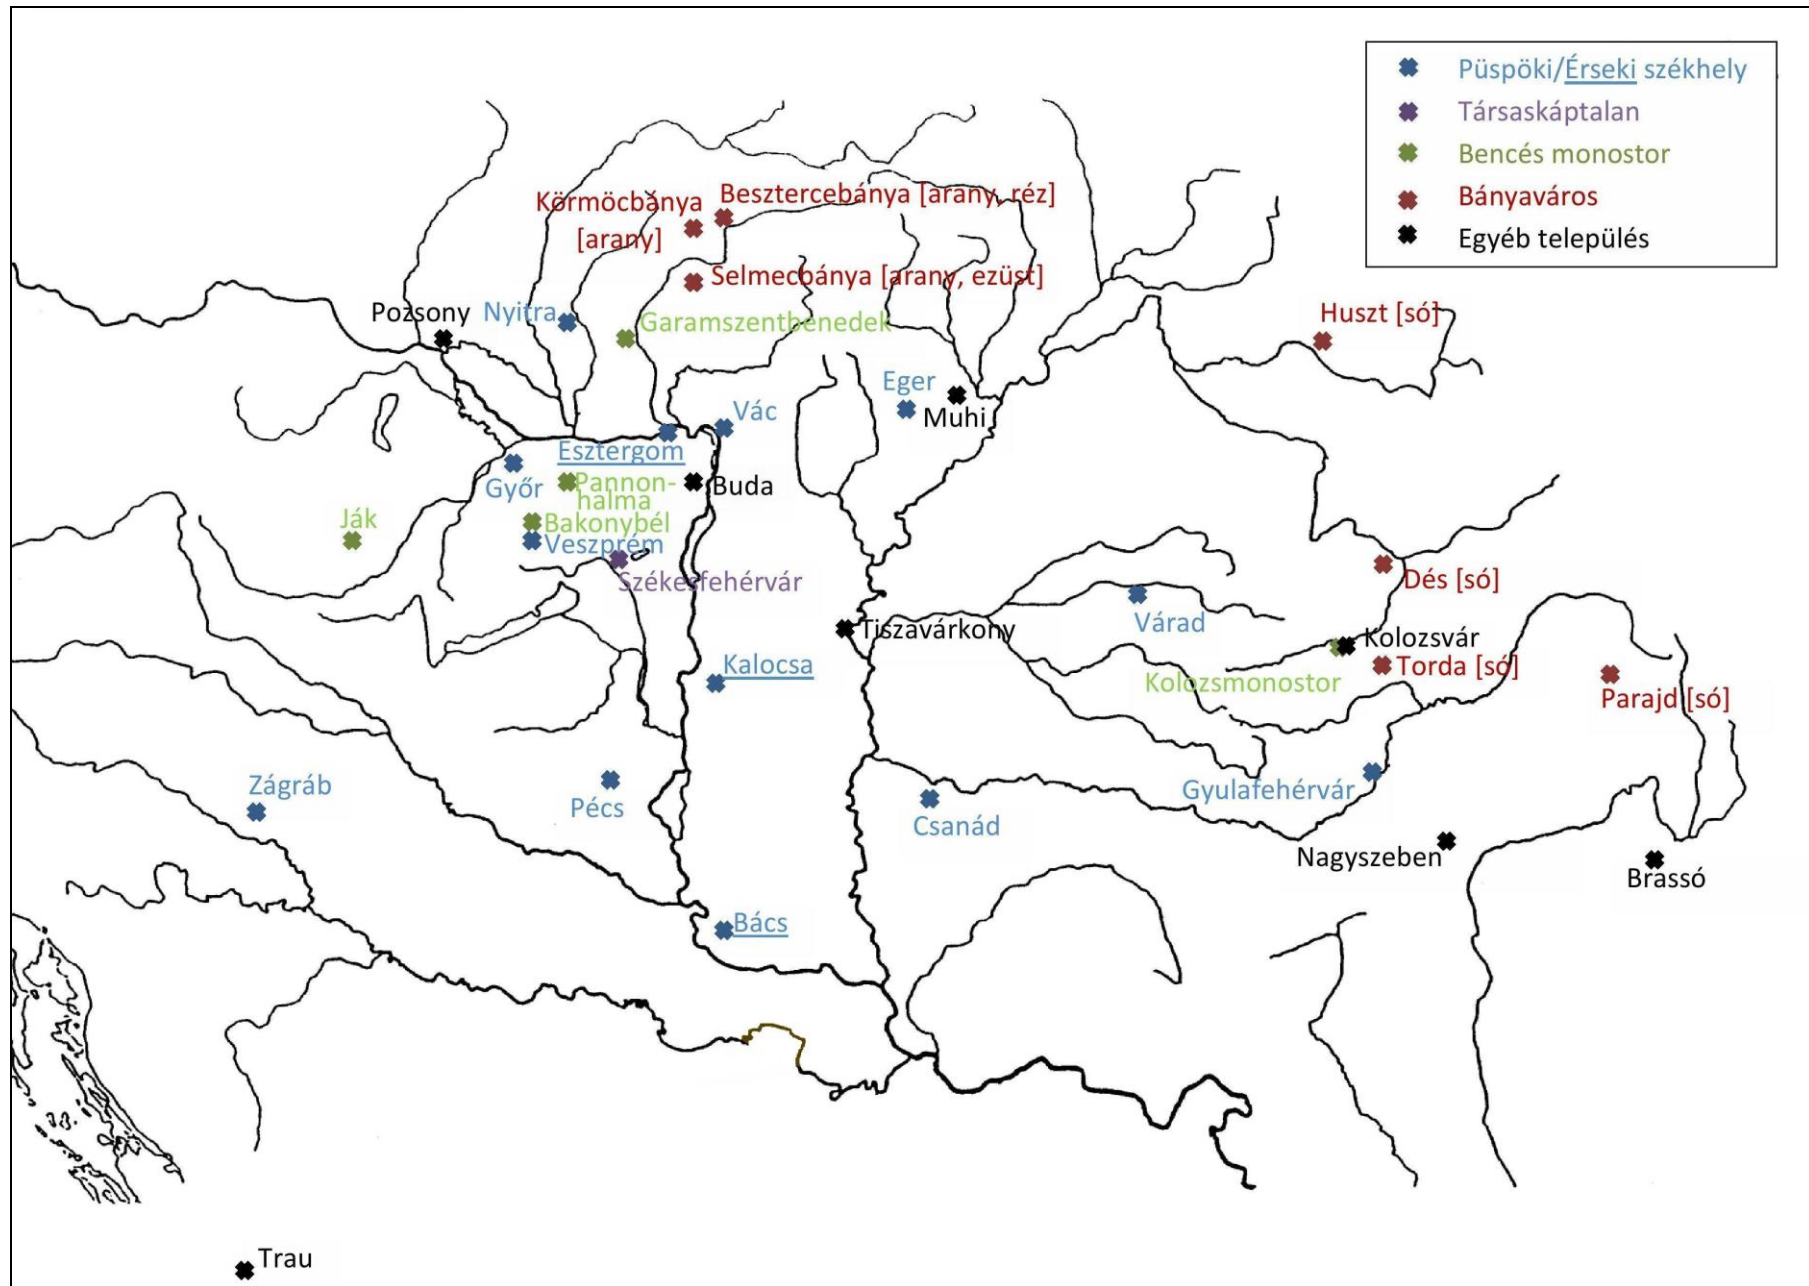 Püspöki/Érseki székhely
Társaskáptalan
Bencés monostor
Bányaváros
Egyéb település
Körmöcbánya
[arany]
Besztercebánya [arany, réz]
Selmecbánya [arany, ezüst]
Pozsony
Nyitra
Garamszentbenedek
Huszt [só]
Eger
Muhi
Vác
Esztergom
Győr
Pannon-
halma
Buda
Ják
Bakonybél
Veszprém
Székesfehérvár
Dés [só]
Várad
Tiszavárkony
Kolozsvár
Kalocsa
Kolozsmonostor
Torda [só]
Parajd [só]
Zágráb
Pécs
Csanád
Gyulafehérvár
Nagyszeben
Brassó
Bács
Trau